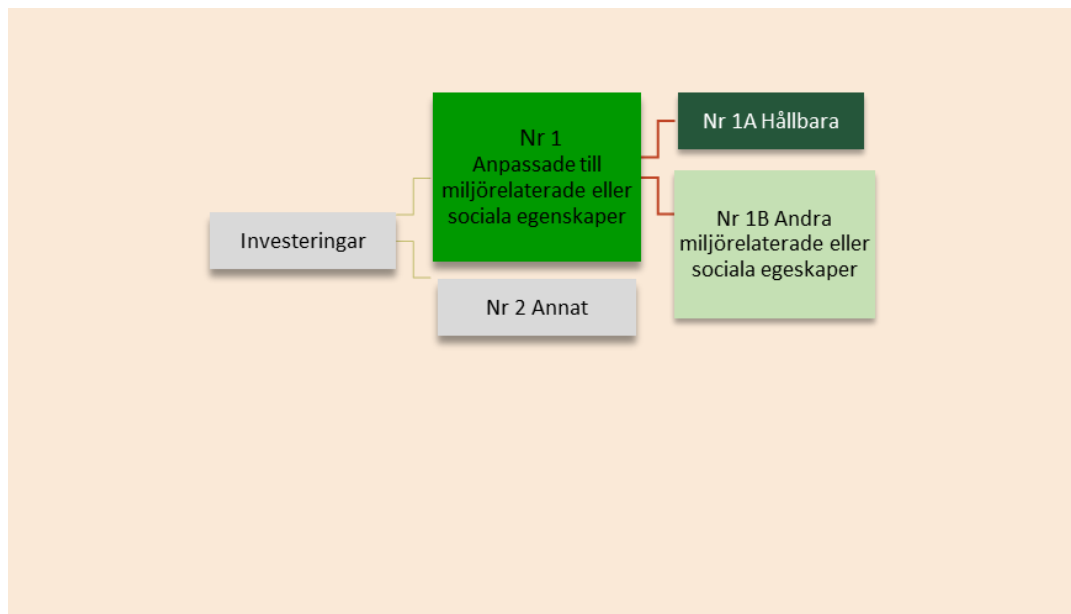 Nr 1
Anpassade till
miljörelaterade eller
sociala egenskaper
Nr 1A Hållbara
Nr 1B Andra
miljörelaterade eller
sociala egeskaper
Investeringar
Nr 2 Annat